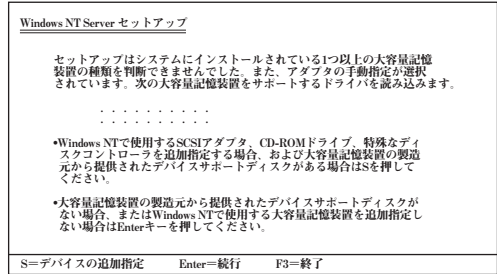 Windows NT Server セットアップ
セットアップはシステムにインストールされている1つ以上の大容量記憶
装置の種類を判断できませんでした。また、アダプタの手動指定が選択
されています。次の大容量記憶装置をサポートするドライバを読み込みます。
. . . . . . . . . .
. . . . . . . . . .
•Windows NTで使用するSCSIアダプタ、CD-ROMドライブ、特殊なディ
スクコントローラを追加指定する場合、および大容量記憶装置の製造
元から提供されたデバイスサポートディスクがある場合はSを押して
ください。
•大容量記憶装置の製造元から提供されたデバイスサポートディスクが
ない場合、またはWindows NTで使用する大容量記憶装置を追加指定し
ない場合はEnterキーを押してください。
S＝デバイスの追加指定 Enter＝続行 F3＝終了